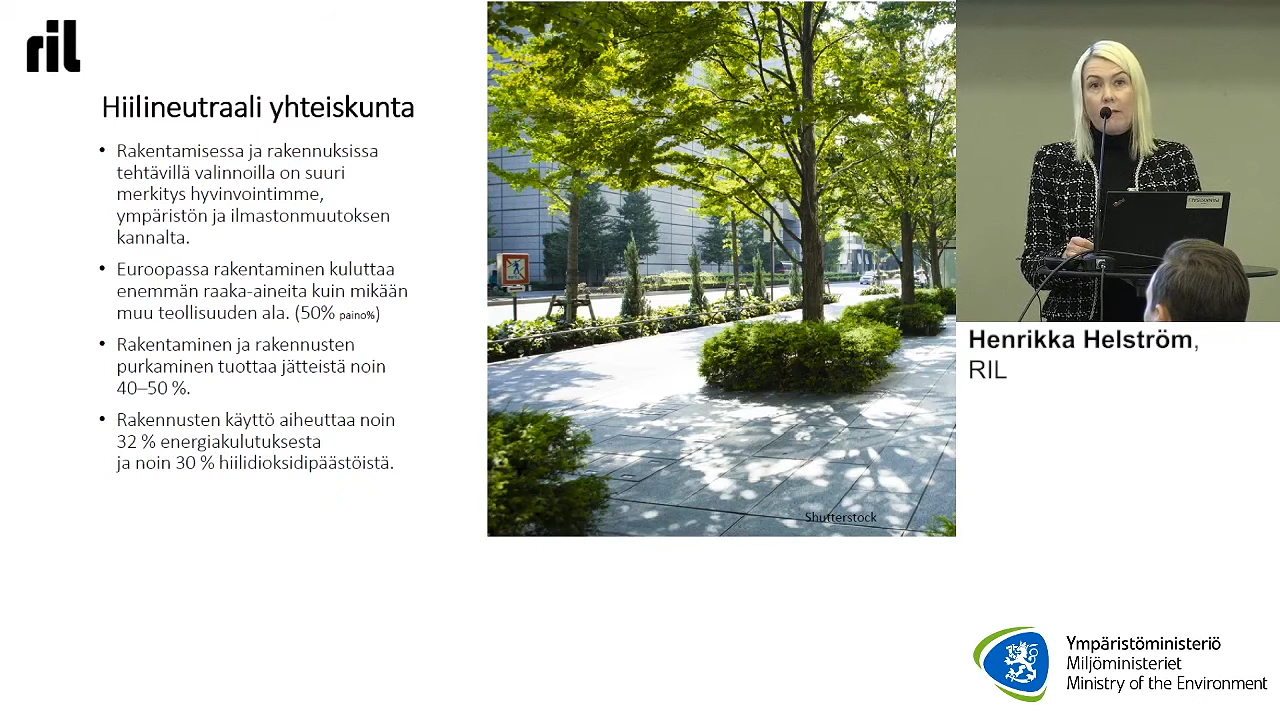 ril
Hiilineutraali yhteiskunta
• Rakentamisessa ja rakennuksissa
tehtävillä valinnoilla on suuri
merkitys hyvinvointimme,
ympäristön ja ilmastonmuutoksen
kannalta.
• Euroopassa rakentaminen kuluttaa
enemmän raaka-aineita kuin mikään
muu teollisuuden ala. (50% paino%)
• Rakentaminen ja rakennusten
purkaminen tuottaa jätteistä noin
40–50 %.
• Rakennusten käyttö aiheuttaa noin
32 % energiakulutuksesta
ja noin 30 % hiilidioksidipäästöistä.
Shutterstock
Henrikka Helström,
RIL
Ympäristöministeriö
Miljöministeriet
Ministry of the Environment